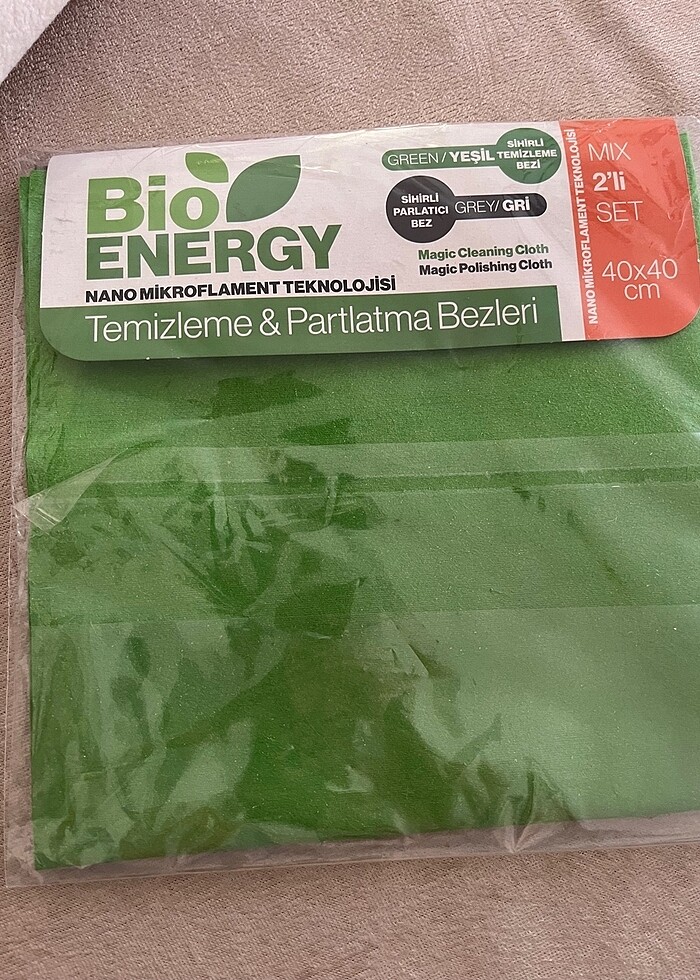 Bio
ENERGY
NANO MİKROFLAMENT TEKNOLOJİSİ
Temizleme & Partlatma Bezleri
GREEN / YEŞİL
SİHİRLİ
TEMİZLEME
BEZİ
SİHİRLİ
PARLATICI
BEZ
GREY/ GRİ
Magic Cleaning Cloth
Magic Polishing Cloth
NANO MİKROFLAMENT TEKNOLOJİSİ
MIX
2'li
SET
40x40
cm